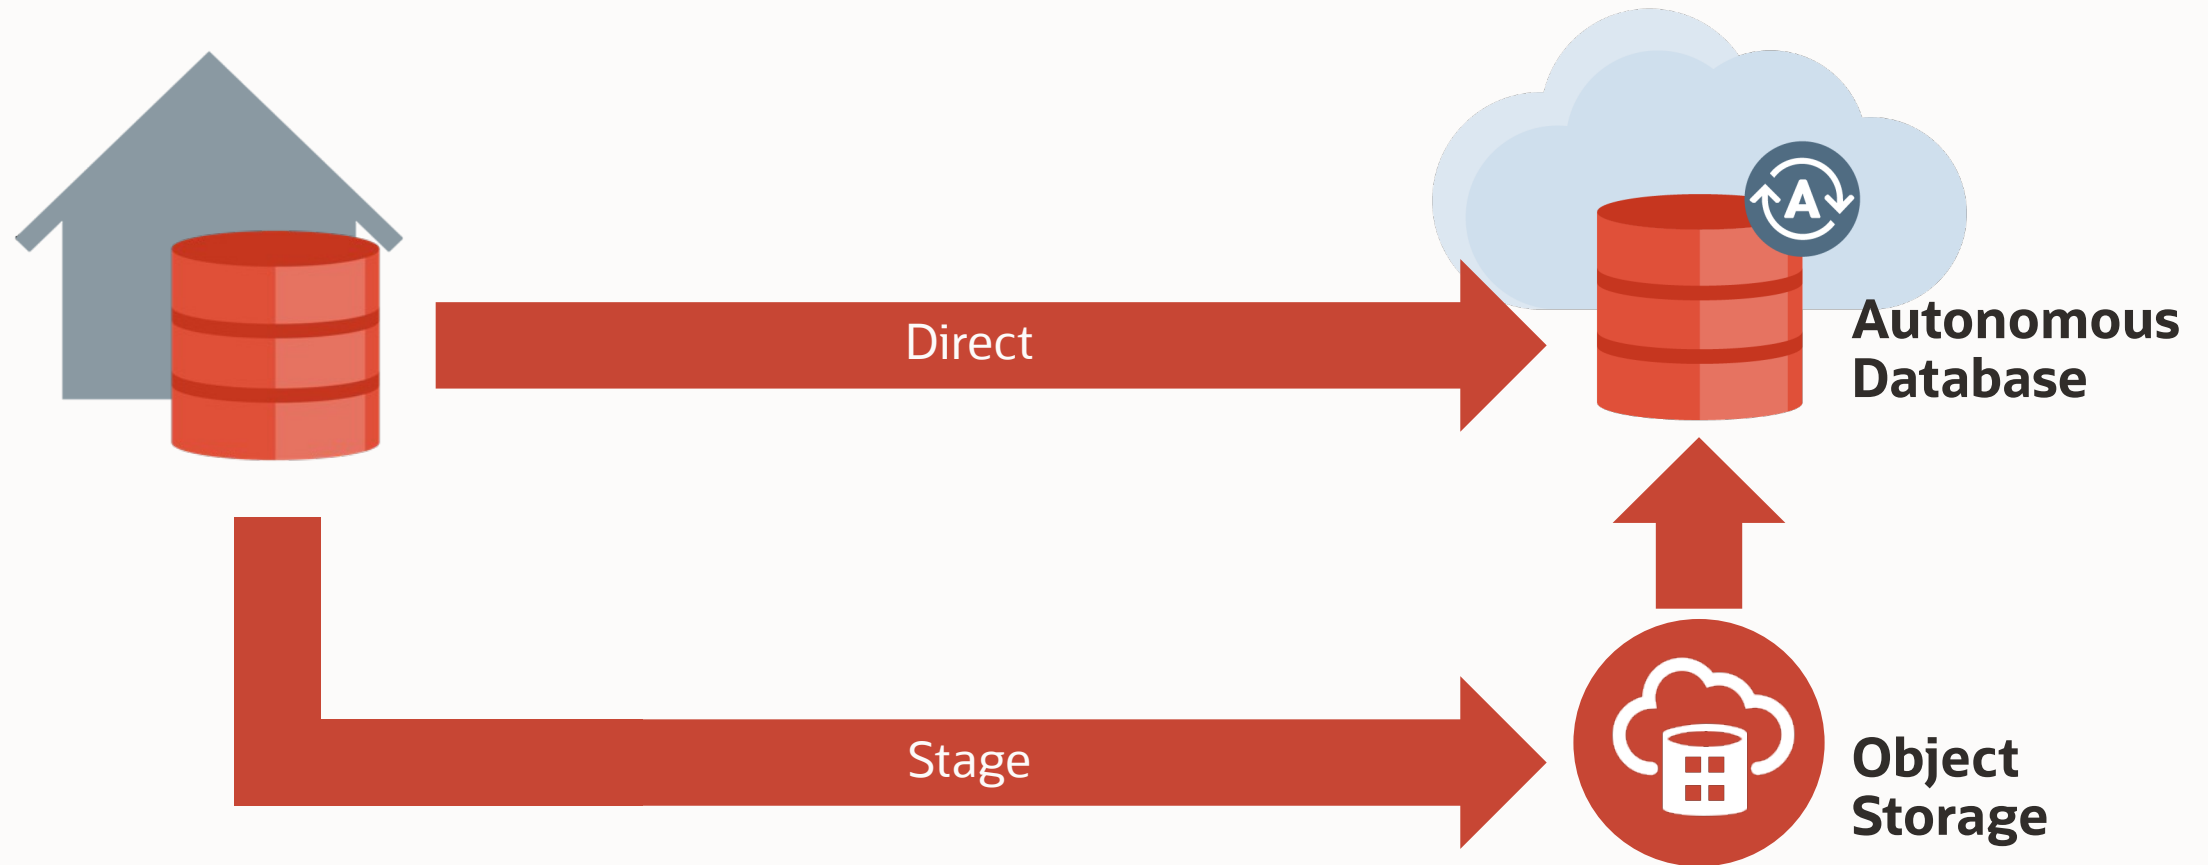 Direct
A
Autonomous
Database
Stage
Object
Storage